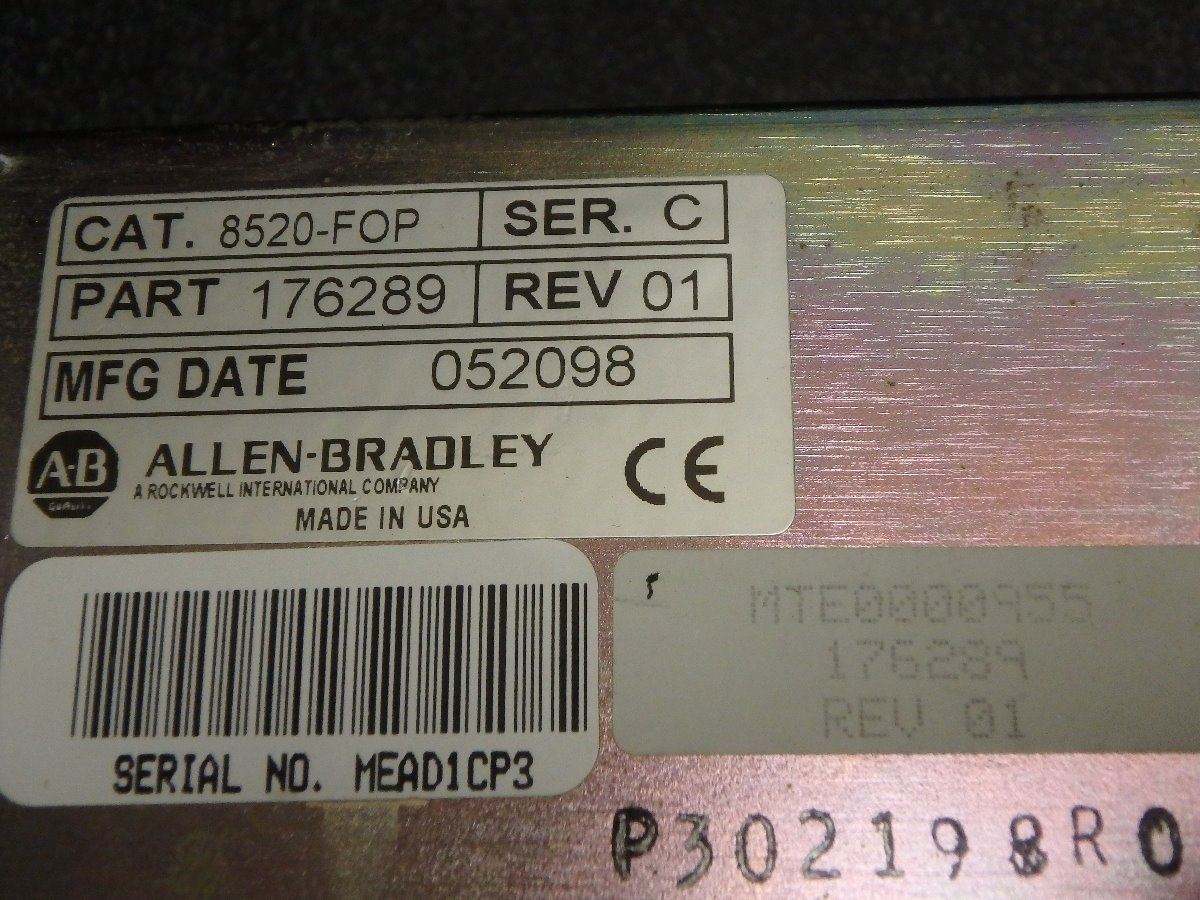 CAT. 8520-FOP SER. C
PART 176289 REV 01
MFG DATE 052098
A-B
QUALITY
ALLEN-BRADLEY
A ROCKWELL INTERNATIONAL COMPANY
MADE IN USA
CE
SERIAL NO. MEAD1CP3
MTE0000955
176289
REV 01
P302198R0